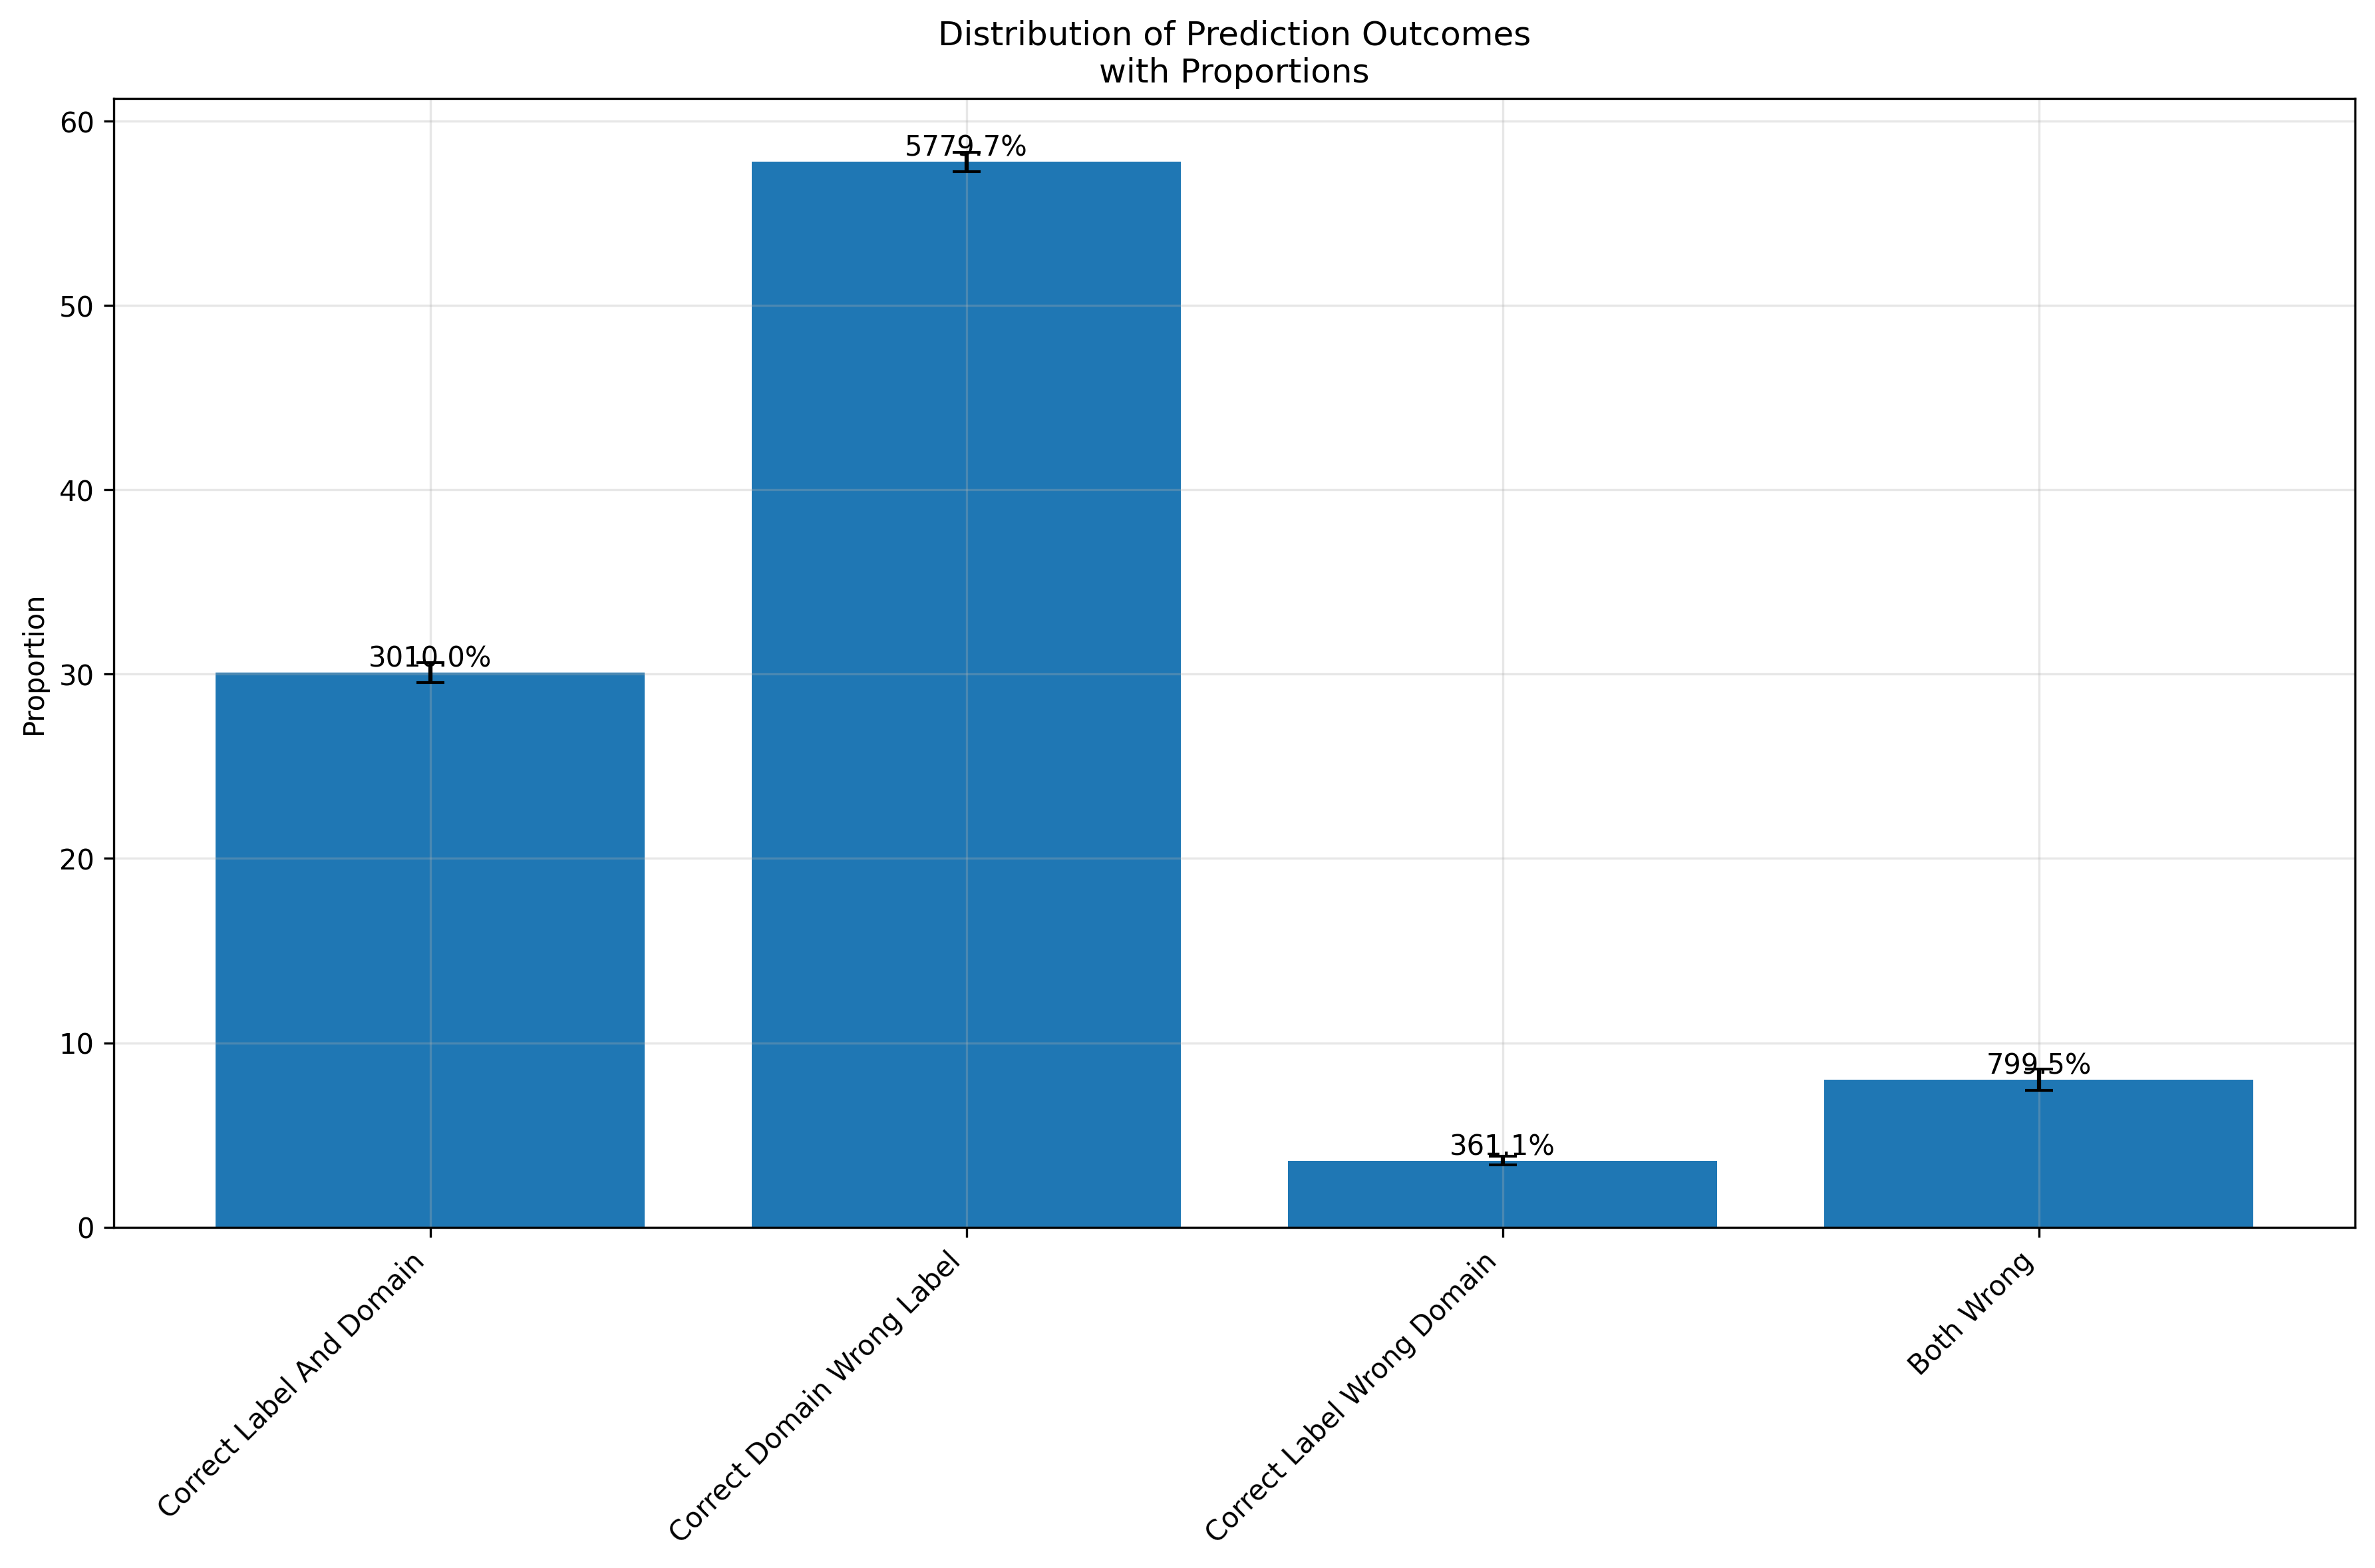 Distribution of Prediction Outcomes
with Proportions
Proportion
60
50
40
30
20
10
0
5779.7%
3010.0%
361.1%
799.5%
Correct Label And Domain
Correct Domain Wrong Label
Correct Label Wrong Domain
Both Wrong